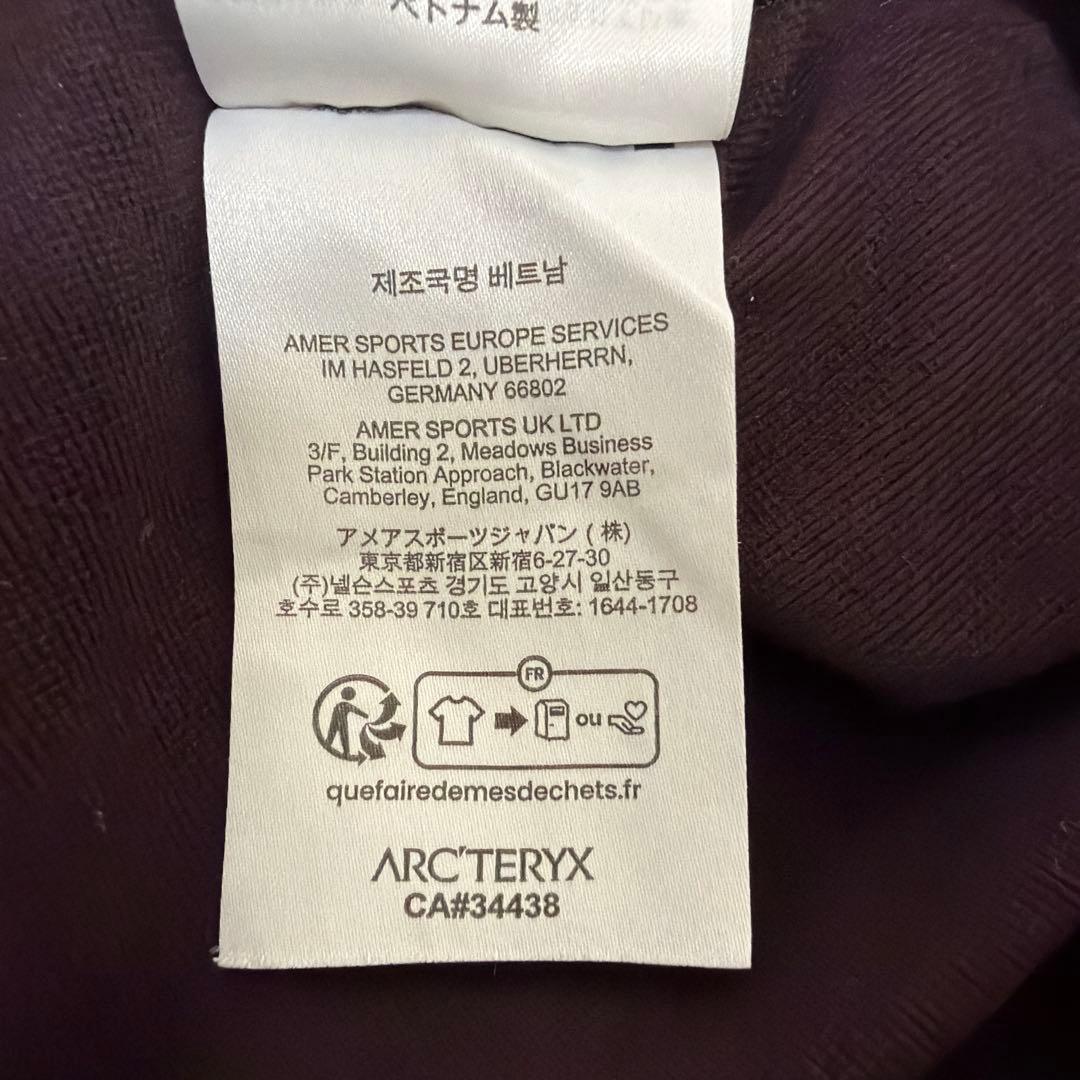 ベトナム製
제조국명 베트남
AMER SPORTS EUROPE SERVICES
IM HASFELD 2, UBERHERRN,
GERMANY 66802
AMER SPORTS UK LTD
3/F, Building 2, Meadows Business
Park Station Approach, Blackwater,
Camberley, England, GU17 9AB
アメアスポーツジャパン (株)
東京都新宿区新宿6-27-30
(주)넬슨스포츠 경기도 고양시 일산동구
호수로 358-39 710호 대표번호: 1644-1708
FR
ou
quefairedemesdechets.fr
ARC'TERYX
CA#34438